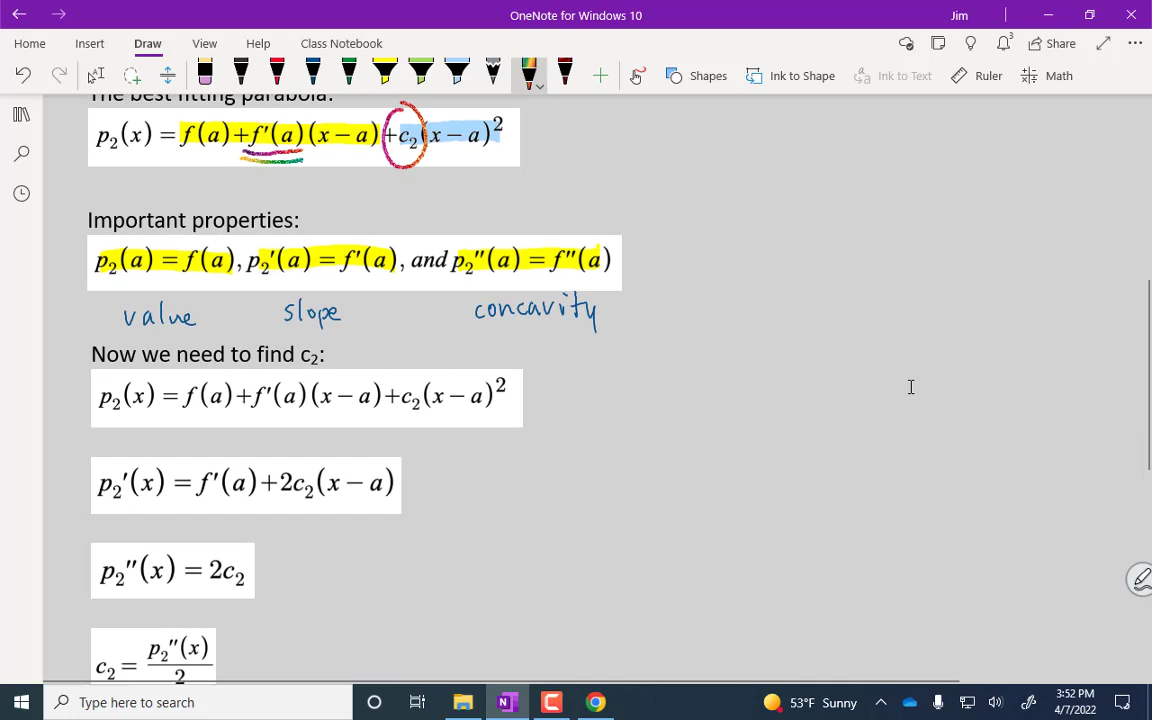 OneNote for Windows 10
Jim
Home Insert Draw View Help Class Notebook
Share
Shapes Ink to Shape Ink to Text Ruler Math
The best fitting parabola:
p₂(x) = f(a)+f'(a)(x−a)+c₂(x−a)²
Important properties:
p₂(a) = f(a), p₂'(a) = f'(a), and p₂''(a) = f''(a)
value slope concavity
Now we need to find c₂:
p₂(x) = f(a)+f'(a)(x−a)+c₂(x−a)²
p₂'(x) = f'(a)+2c₂(x−a)
p₂''(x) = 2c₂
c₂ = p₂''(x)/2
Type here to search
53°F Sunny
3:52 PM
4/7/2022